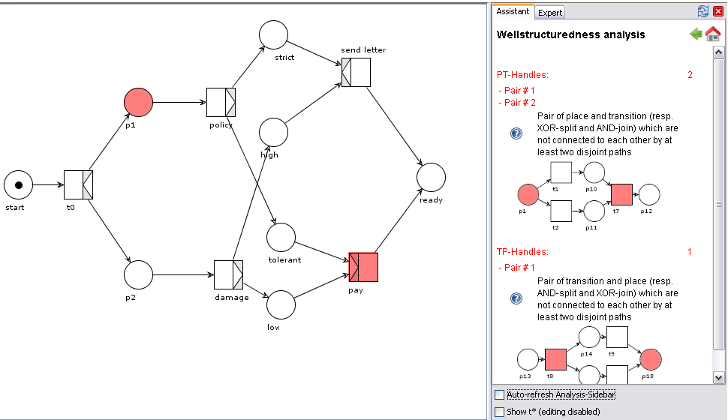 Assistant
Expert
Wellstructuredness analysis
PT-Handles: 2
- Pair # 1
- Pair # 2
Pair of place and transition (resp.
XOR-split and AND-join) which are
not connected to each other by at
least two disjoint paths
p1
t1
p10
t2
p11
t7
p12
TP-Handles: 1
- Pair # 1
Pair of transition and place (resp.
AND-split and XOR-join) which are
not connected to each other by at
least two disjoint paths
p13
t8
p14
t9
p18
Auto-refresh Analysis-Sidebar
Show t* (editing disabled)
start
t0
p1
p2
policy
damage
strict
high
tolerant
low
send letter
pay
ready